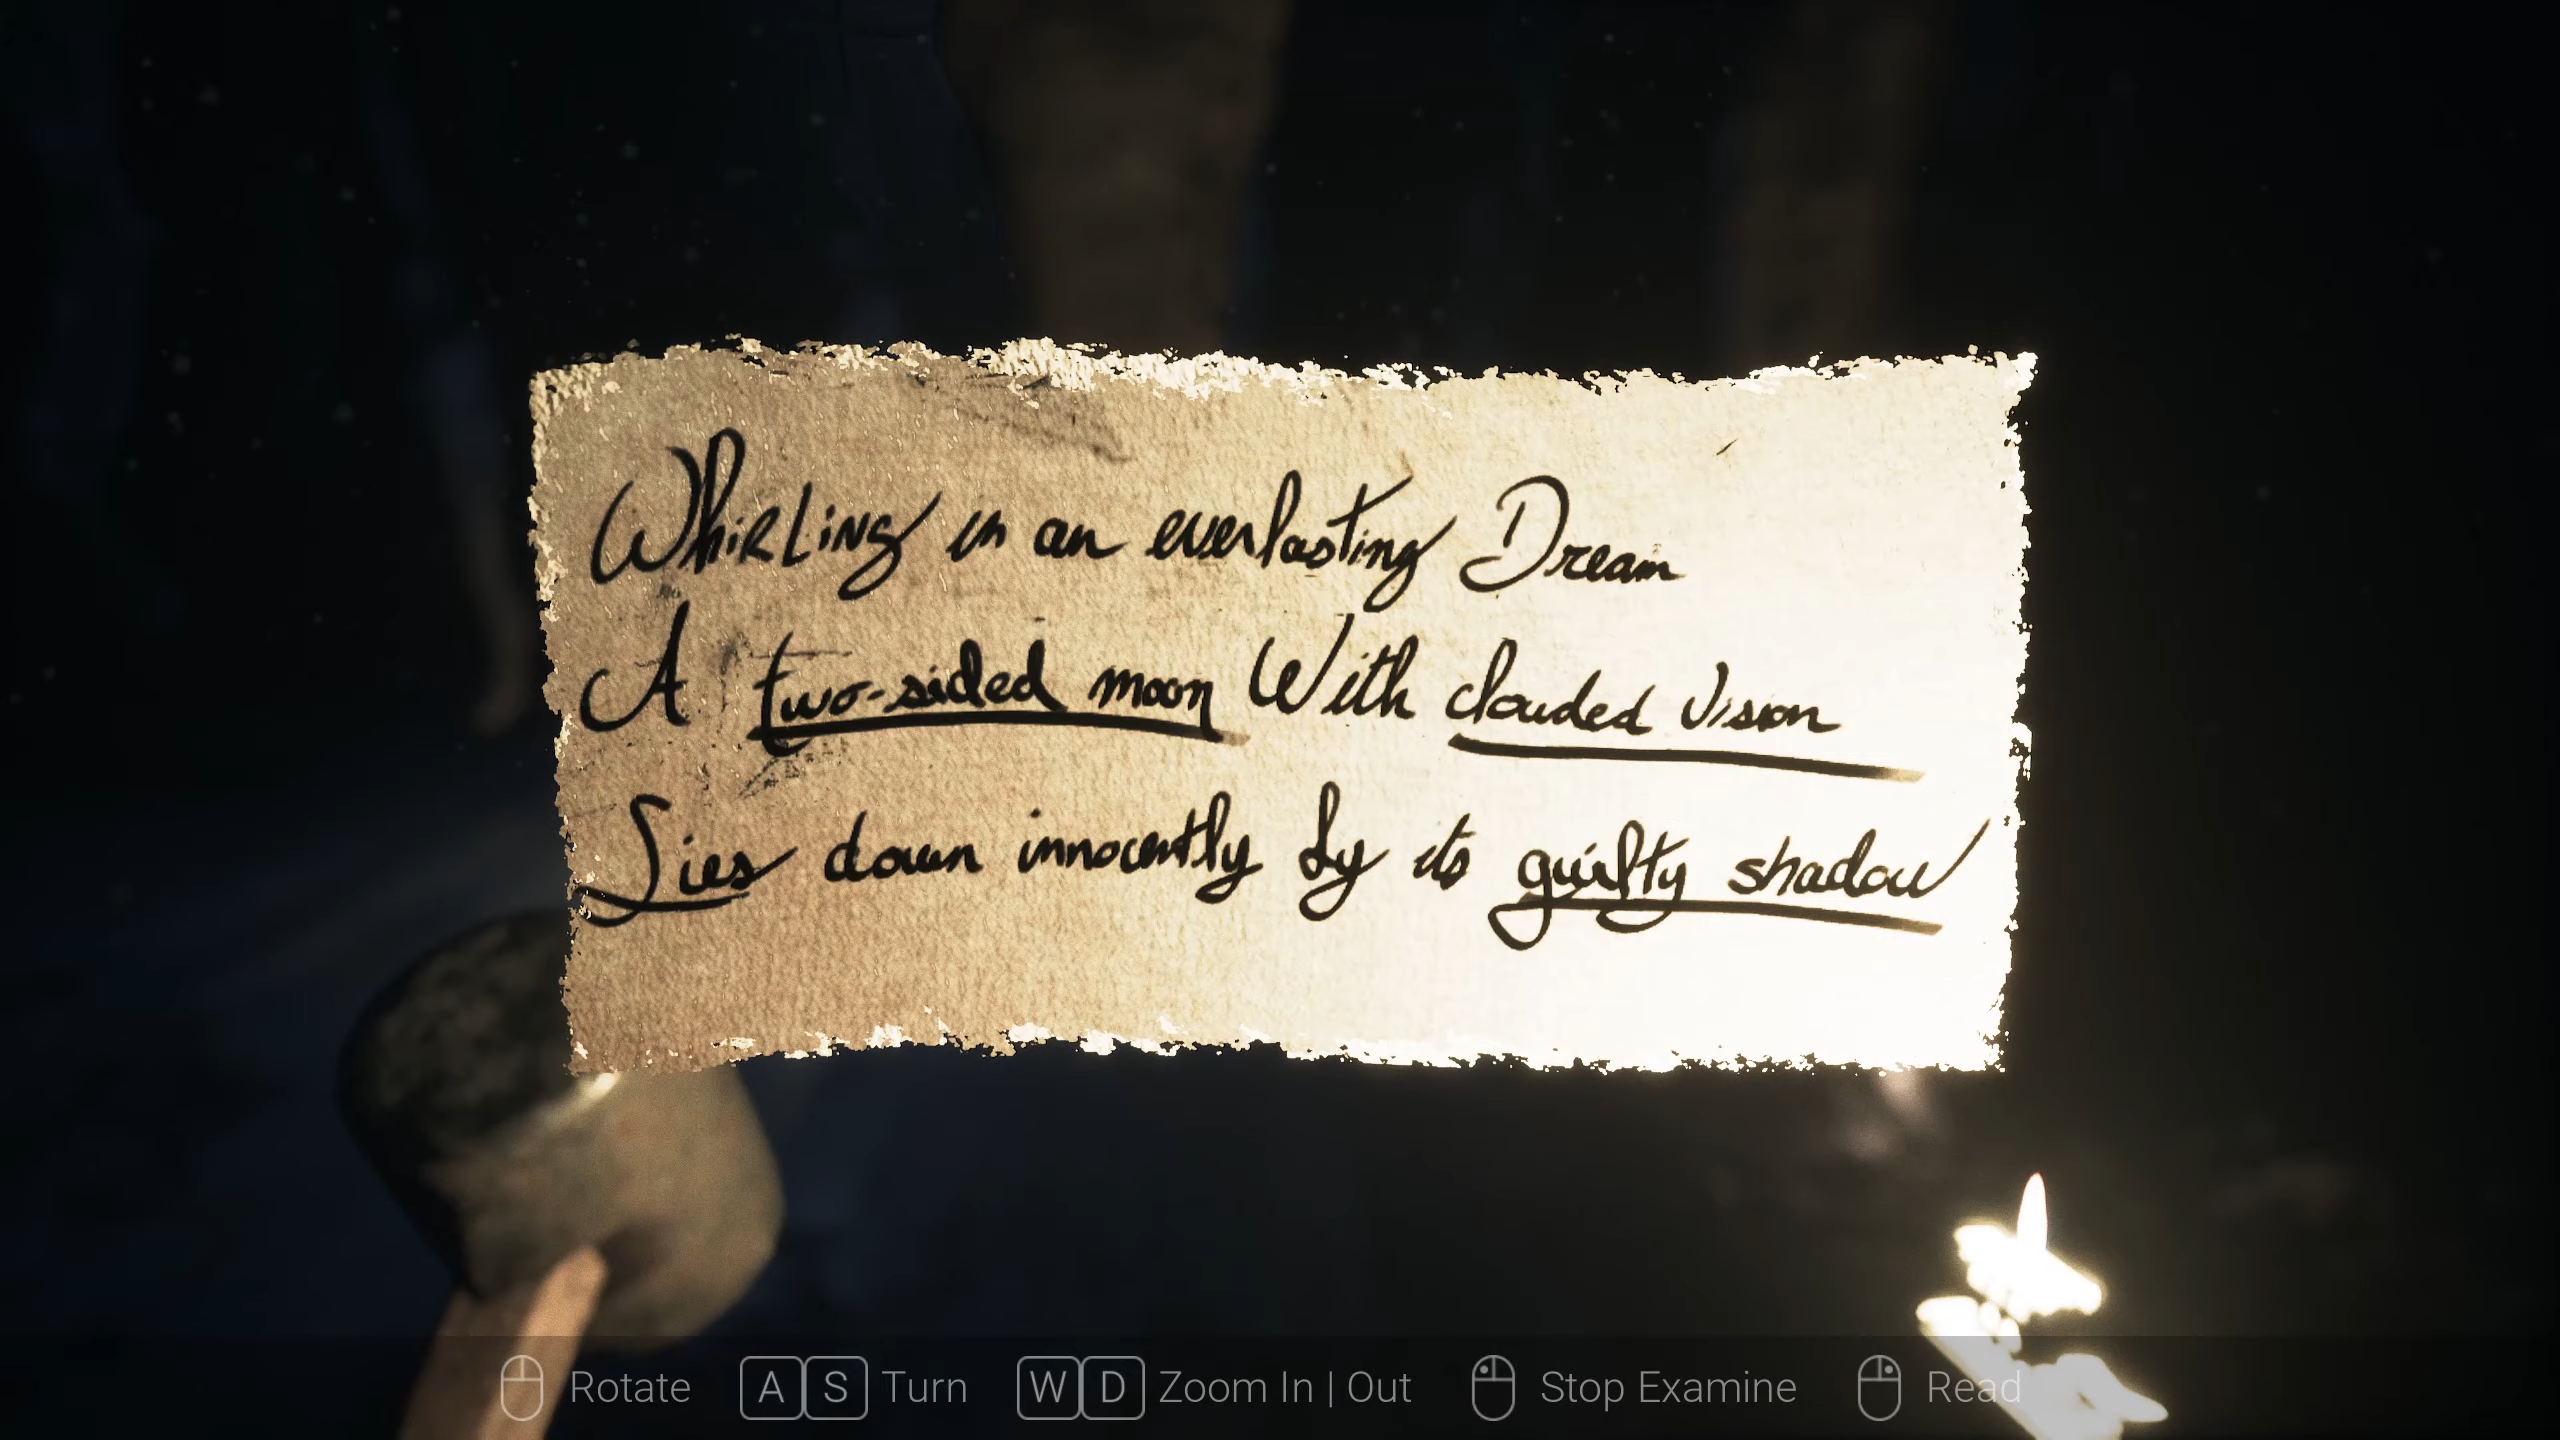 WhirLing in an everlasting Dream
A two-sided moon With clouded vision
Lies down innocently by its guilty shadow
Rotate A S Turn W D Zoom In | Out Stop Examine Read